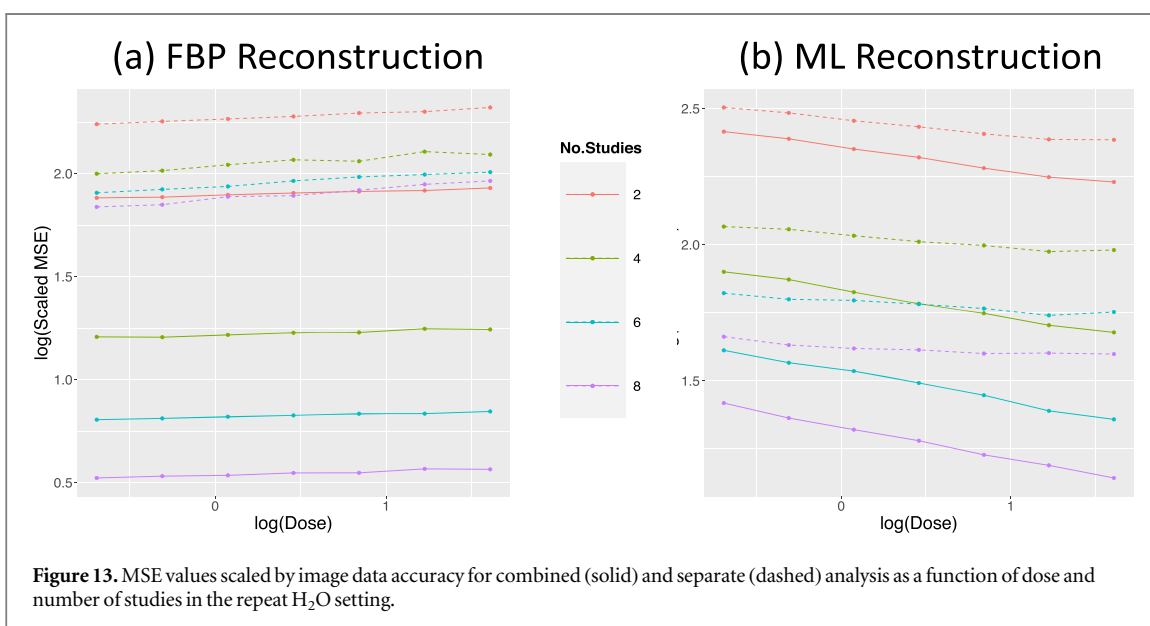 (a) FBP Reconstruction
(b) ML Reconstruction
log(Scaled MSE)
2.0
1.5
1.0
0.5
0
1
log(Dose)
No.Studies
2
4
6
8
2.5
2.0
1.5
0
1
log(Dose)
Figure 13. MSE values scaled by image data accuracy for combined (solid) and separate (dashed) analysis as a function of dose and
number of studies in the repeat H₂O setting.